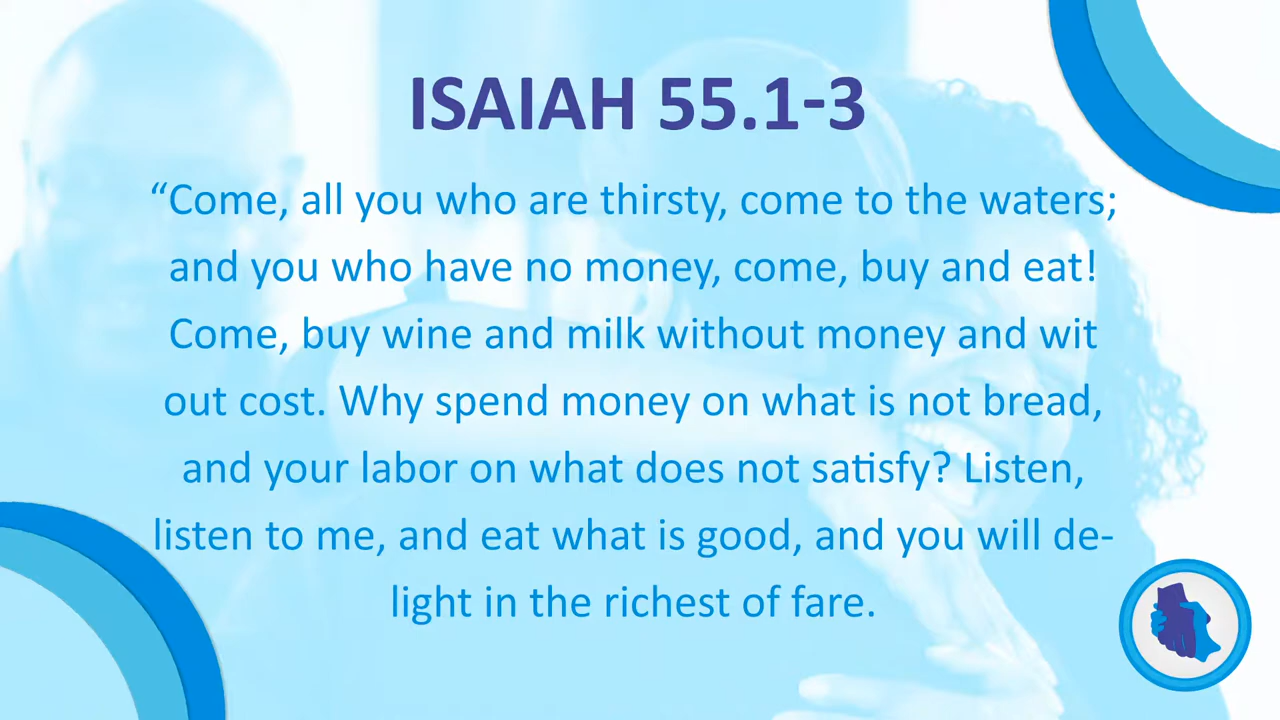 ISAIAH 55.1-3
“Come, all you who are thirsty, come to the waters;
and you who have no money, come, buy and eat!
Come, buy wine and milk without money and wit
out cost. Why spend money on what is not bread,
and your labor on what does not satisfy? Listen,
listen to me, and eat what is good, and you will de-
light in the richest of fare.